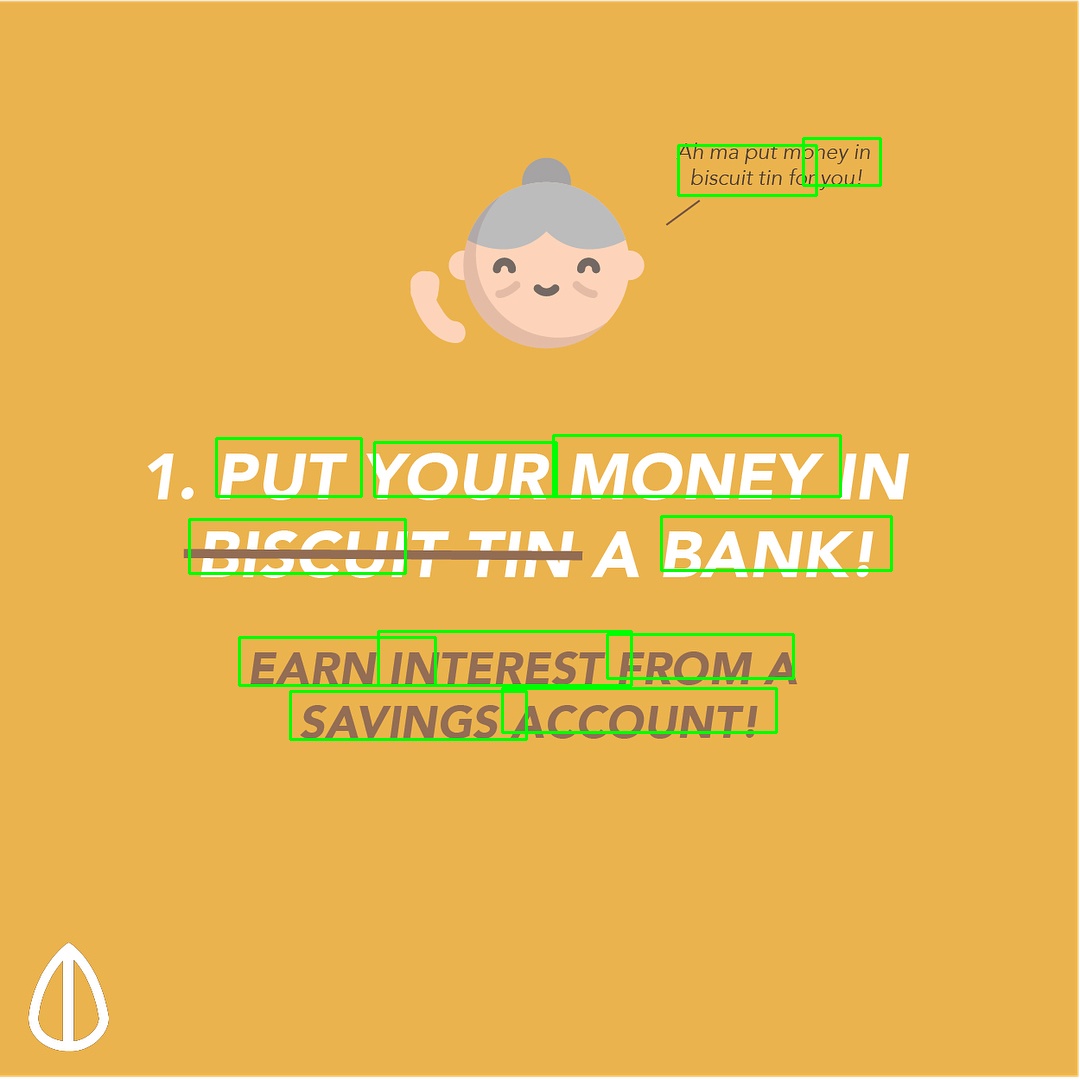 Ah ma put money in
biscuit tin for you!
1. PUT YOUR MONEY IN
BISCUIT TIN A BANK!
EARN INTEREST FROM A
SAVINGS ACCOUNT!